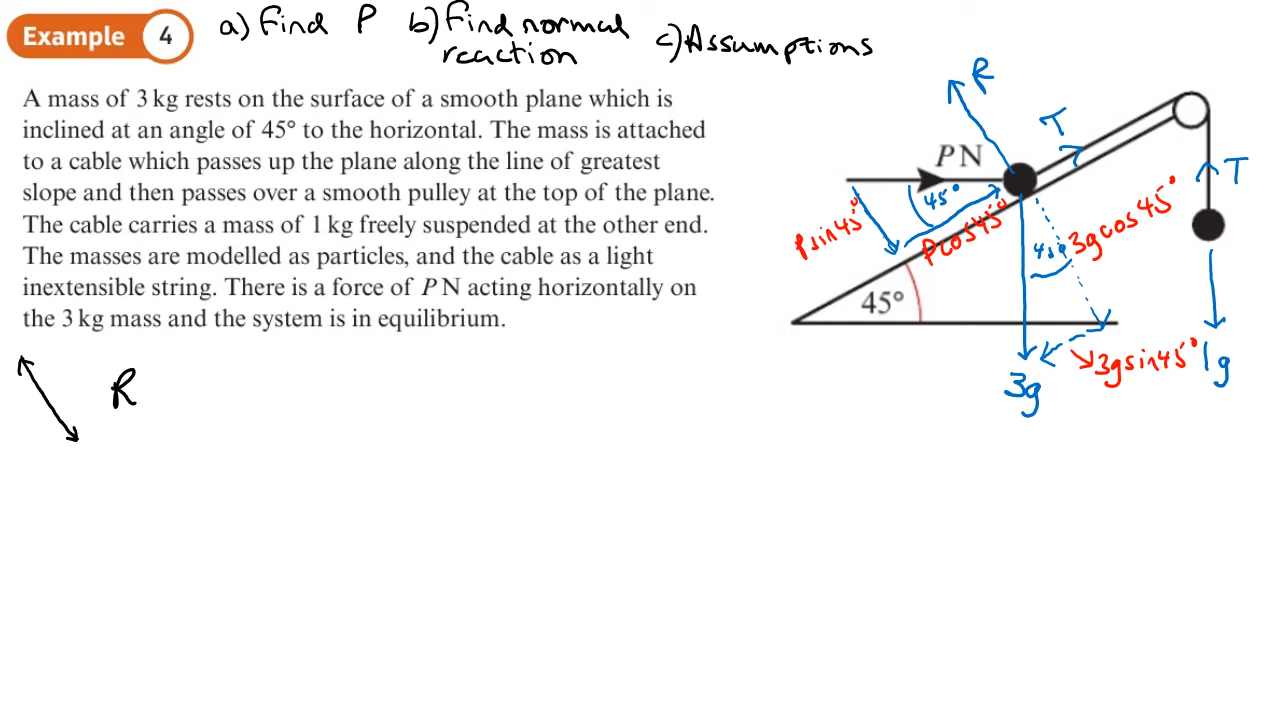 Example 4
a) Find P b) Find normal reaction c) Assumptions
A mass of 3 kg rests on the surface of a smooth plane which is
inclined at an angle of 45° to the horizontal. The mass is attached
to a cable which passes up the plane along the line of greatest
slope and then passes over a smooth pulley at the top of the plane.
The cable carries a mass of 1 kg freely suspended at the other end.
The masses are modelled as particles, and the cable as a light
inextensible string. There is a force of P N acting horizontally on
the 3 kg mass and the system is in equilibrium.
R
R
T
P N
T
45°
Psin45°
Pcos45°
45°
3gcos45°
45°
3gsin45°
1g
3g